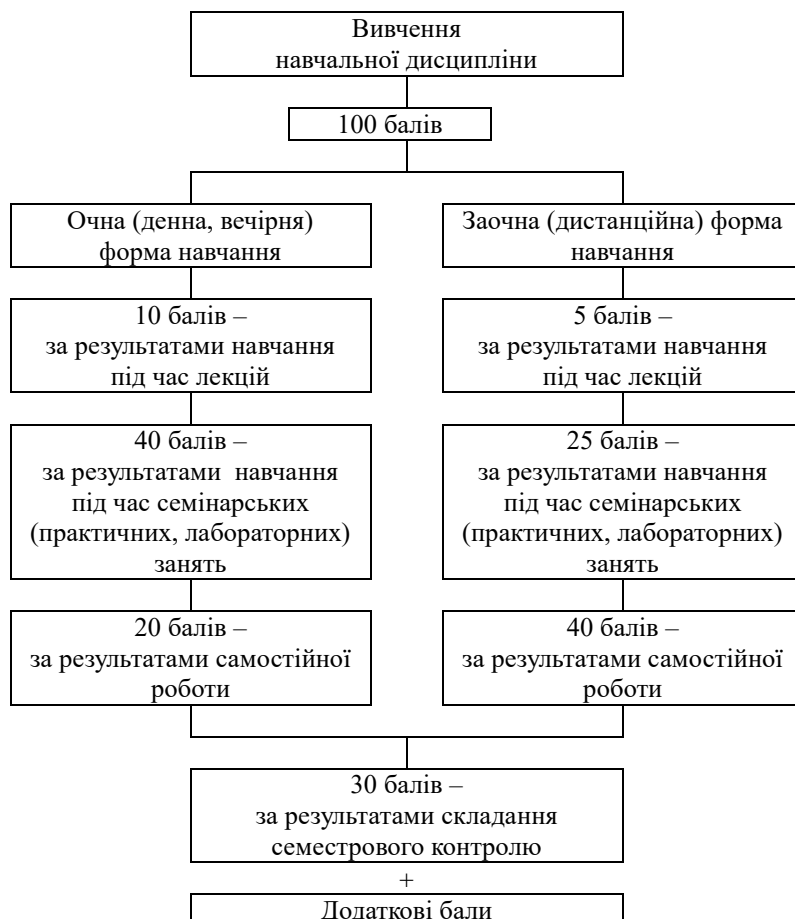 Вивчення
навчальної дисципліни
100 балів
Очна (денна, вечірня)
форма навчання
Заочна (дистанційна) форма
навчання
10 балів –
за результатами навчання
під час лекцій
5 балів –
за результатами навчання
під час лекцій
40 балів –
за результатами навчання
під час семінарських
(практичних, лабораторних)
занять
25 балів –
за результатами навчання
під час семінарських
(практичних, лабораторних)
занять
20 балів –
за результатами самостійної
роботи
40 балів –
за результатами самостійної
роботи
30 балів –
за результатами складання
семестрового контролю
+
Додаткові бали